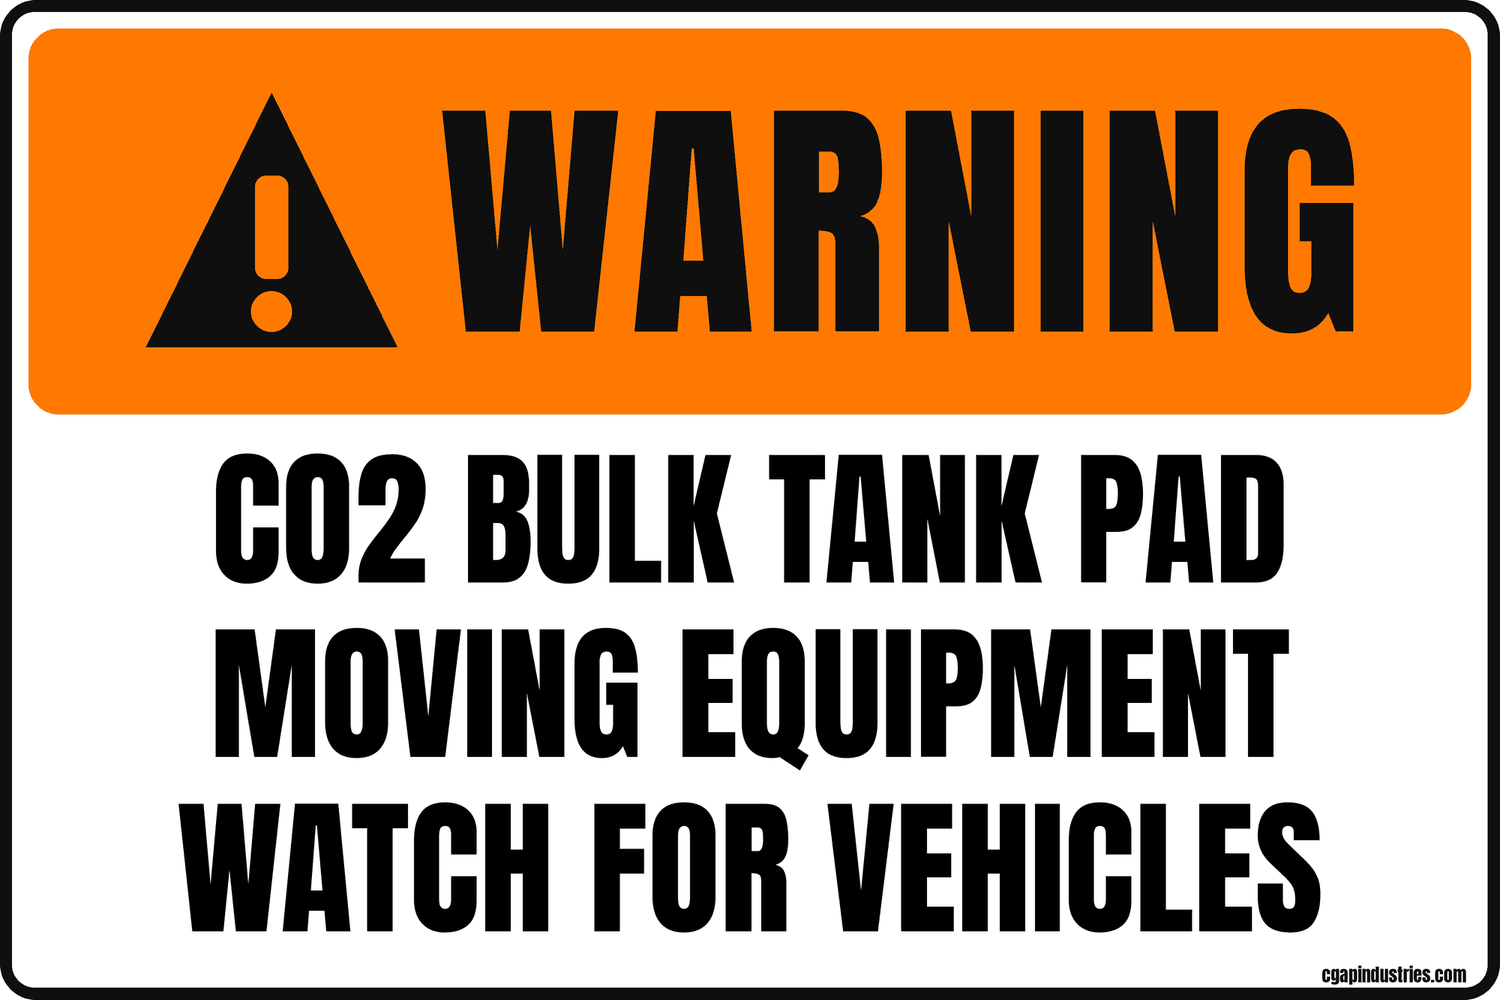 WARNING
CO2 BULK TANK PAD
MOVING EQUIPMENT
WATCH FOR VEHICLES
cgapindustries.com